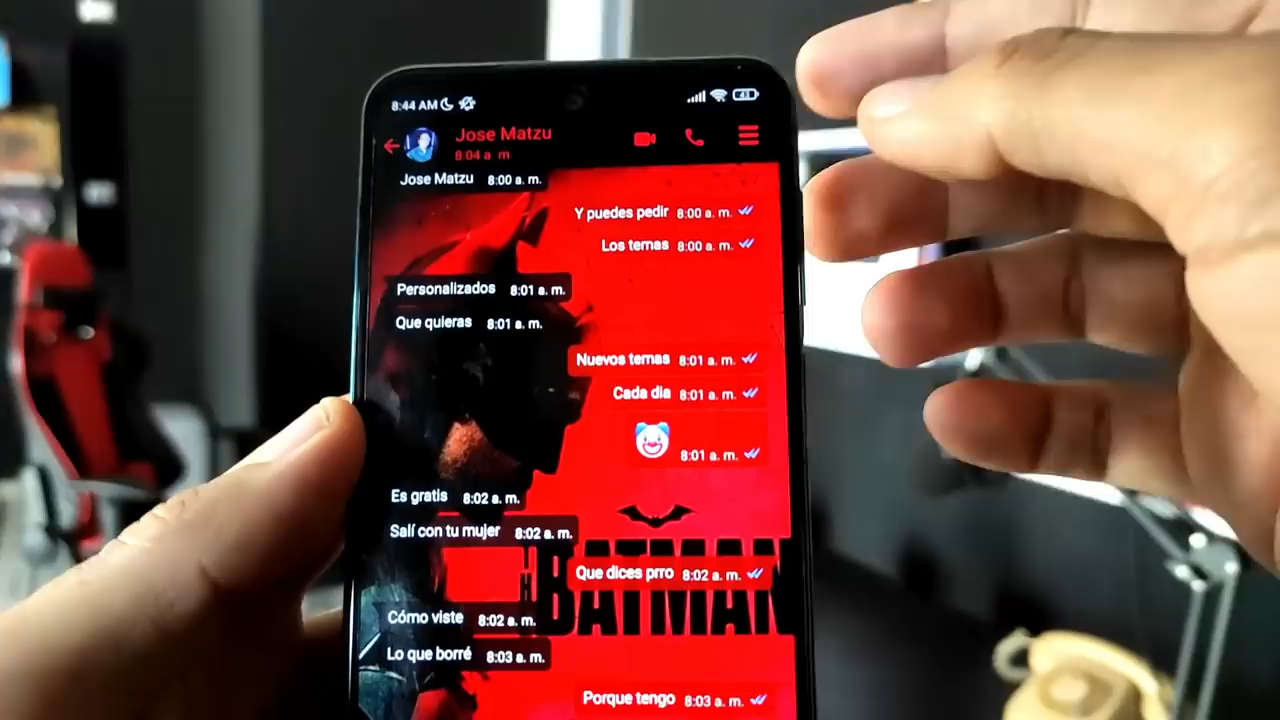 8:44 AM 43
Jose Matzu
8:04 a m
Jose Matzu 8:00 a. m.
Y puedes pedir 8:00 a. m.
Los temas 8:00 a. m.
Personalizados 8:01 a. m.
Que quieras 8:01 a. m.
Nuevos temas 8:01 a. m.
Cada dia 8:01 a. m.
8:01 a. m.
Es gratis 8:02 a. m.
Salí con tu mujer 8:02 a. m.
THE BATMAN
Que dices prro 8:02 a. m.
Cómo viste 8:02 a. m.
Lo que borré 8:03 a. m.
Porque tengo 8:03 a. m.